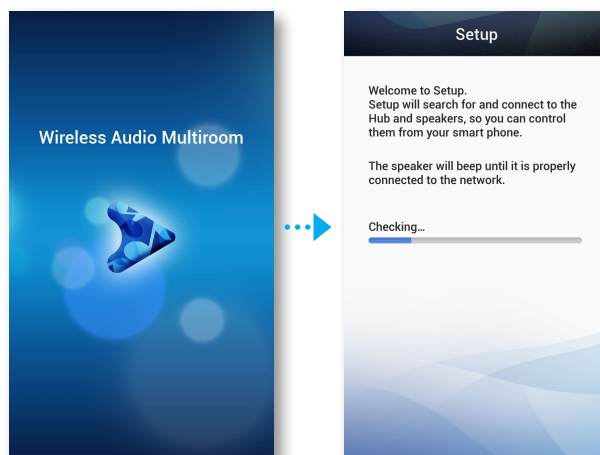 Wireless Audio Multiroom
Setup
Welcome to Setup.
Setup will search for and connect to the
Hub and speakers, so you can control
them from your smart phone.
The speaker will beep until it is properly
connected to the network.
Checking...